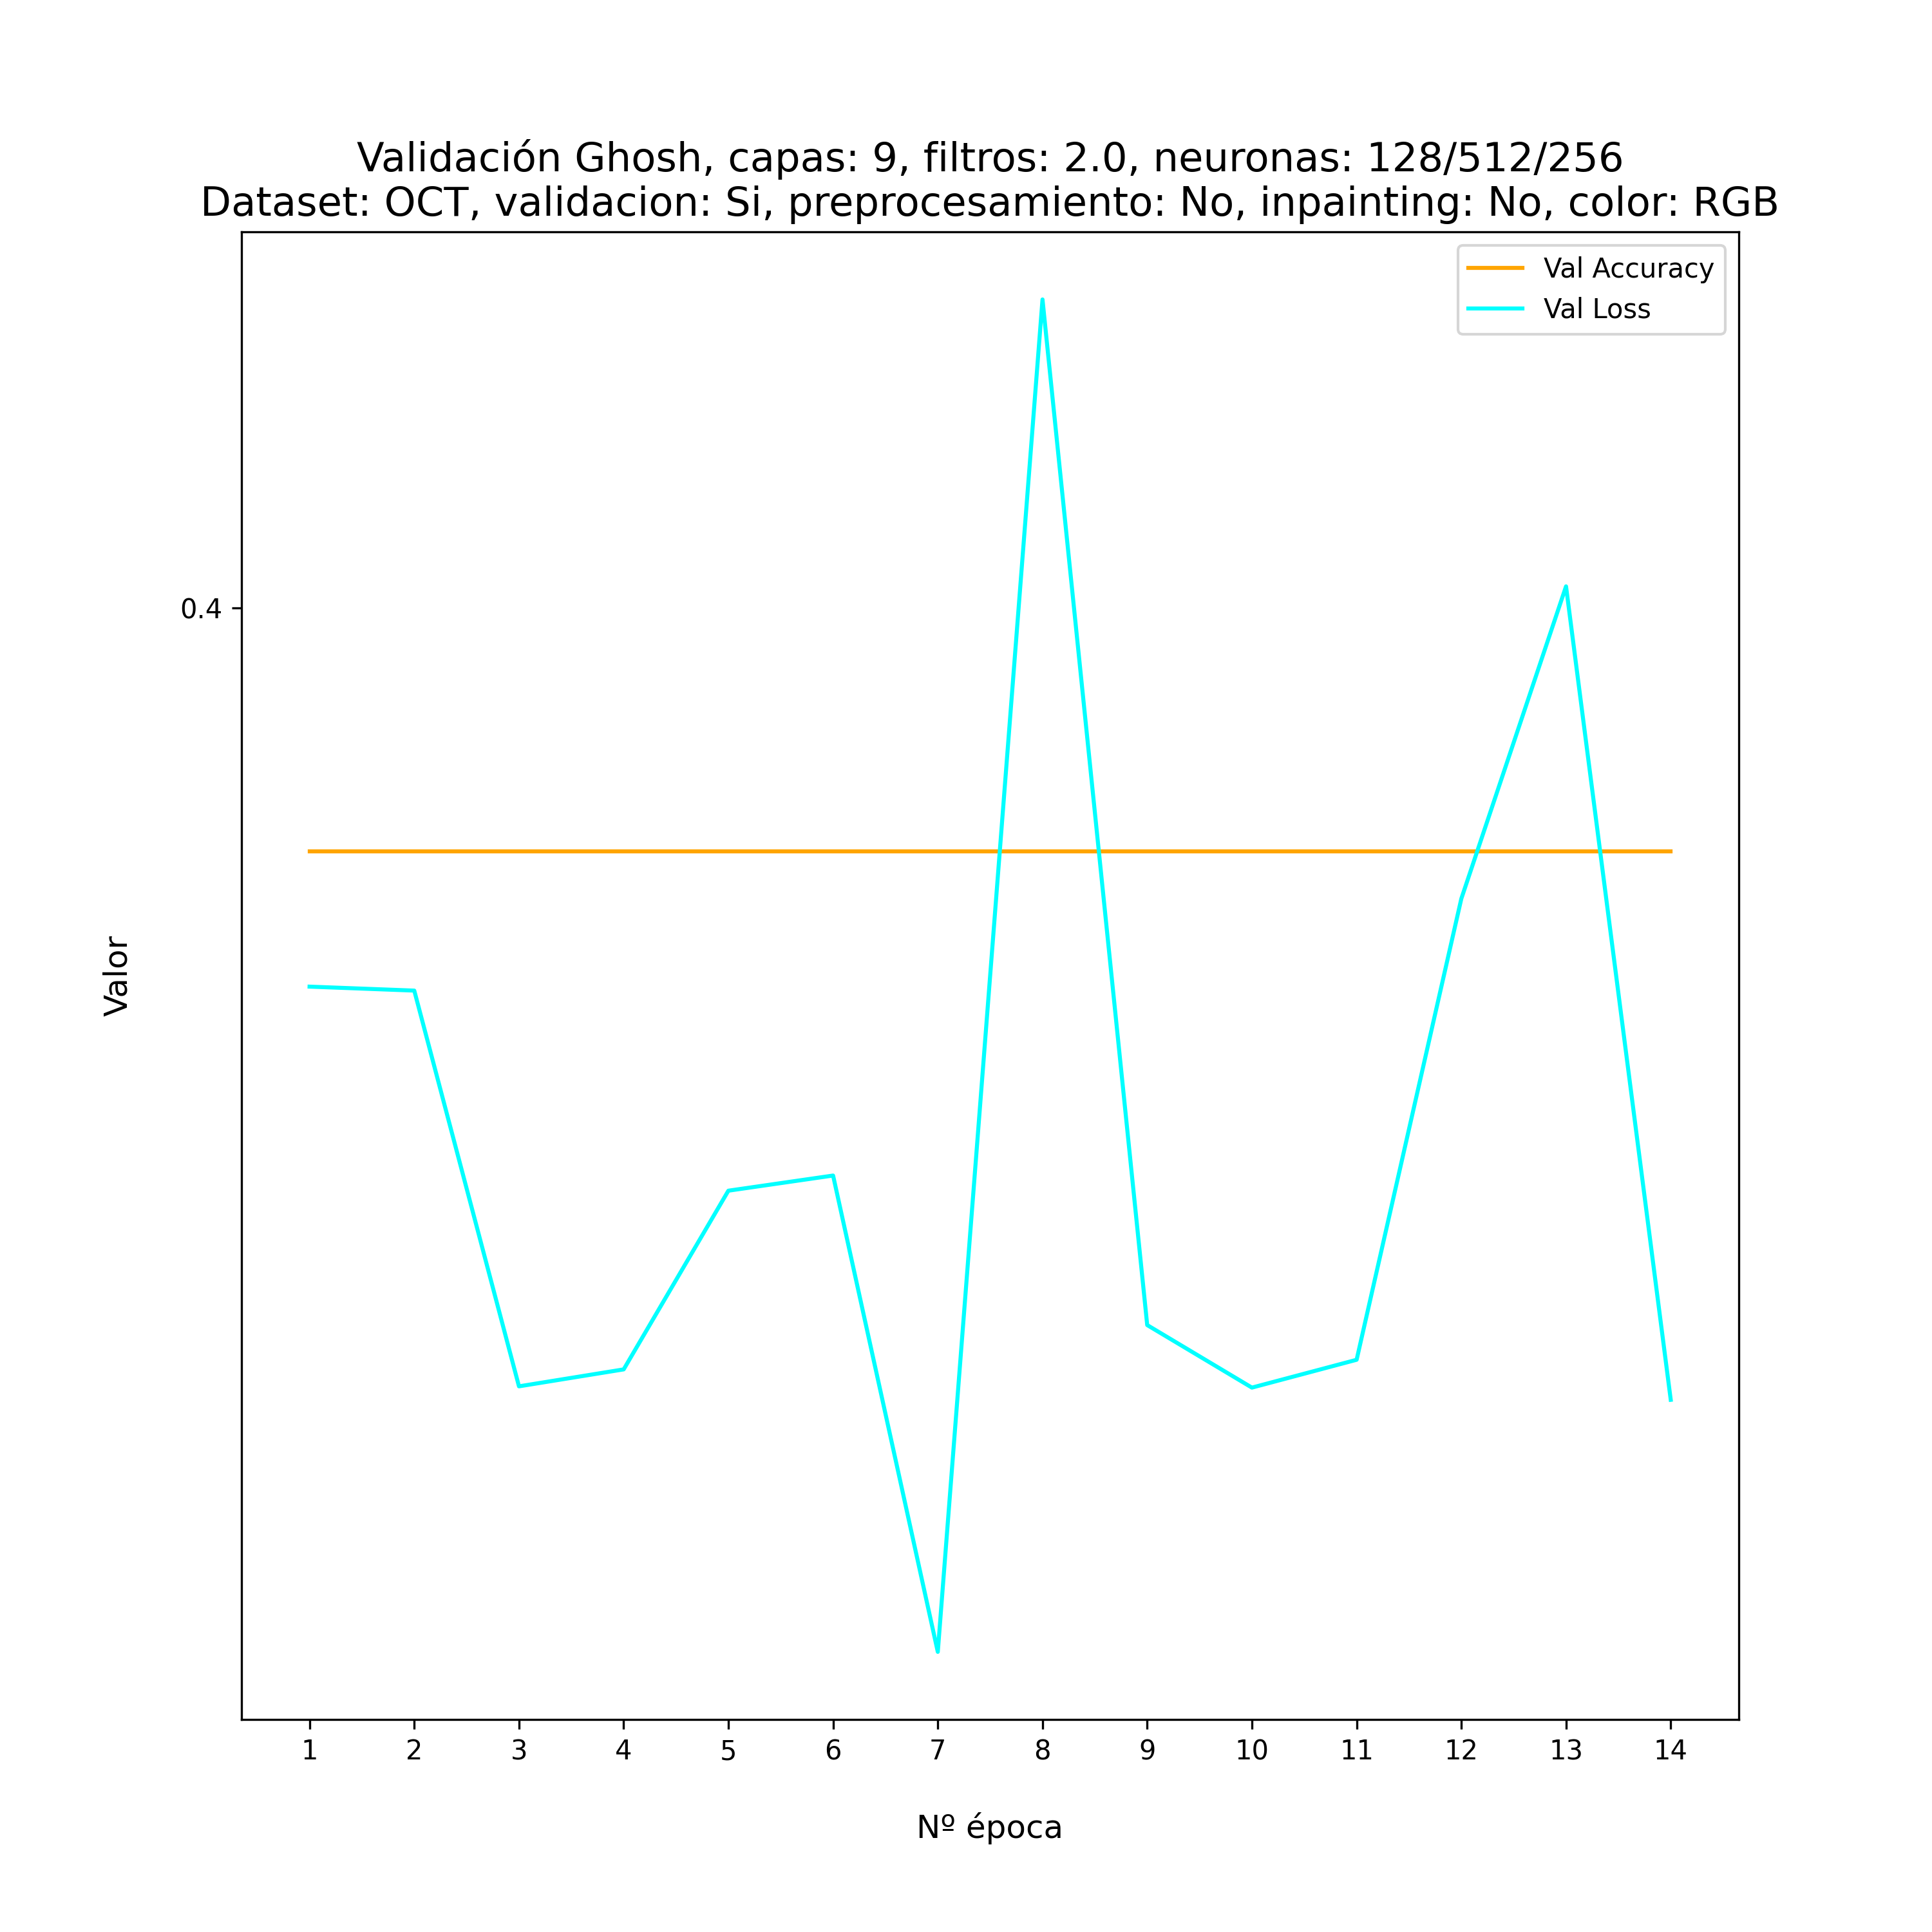 Validación Ghosh, capas: 9, filtros: 2.0, neuronas: 128/512/256
Dataset: OCT, validacion: Si, preprocesamiento: No, inpainting: No, color: RGB
Val Accuracy
Val Loss
0.4
Valor
1 2 3 4 5 6 7 8 9 10 11 12 13 14
Nº época